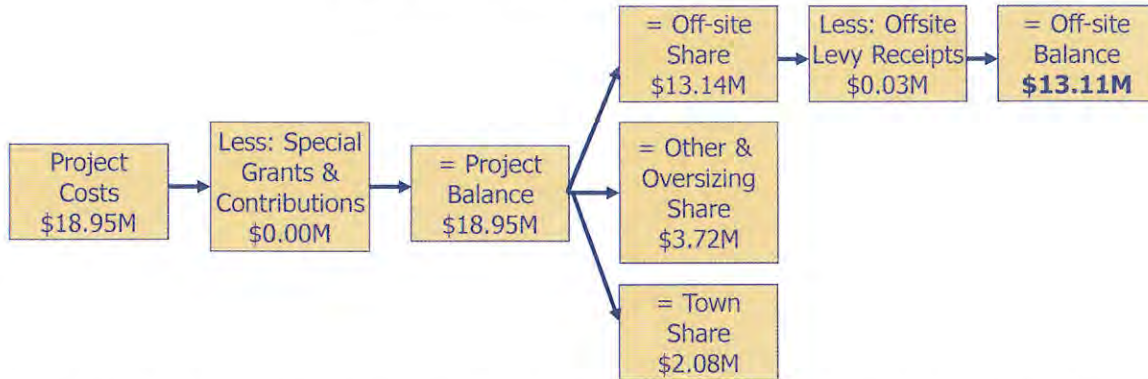 Project
Costs
$18.95M
Less: Special
Grants &
Contributions
$0.00M
= Project
Balance
$18.95M
= Off-site
Share
$13.14M
Less: Offsite
Levy Receipts
$0.03M
= Off-site
Balance
$13.11M
= Other &
Oversizing
Share
$3.72M
= Town
Share
$2.08M